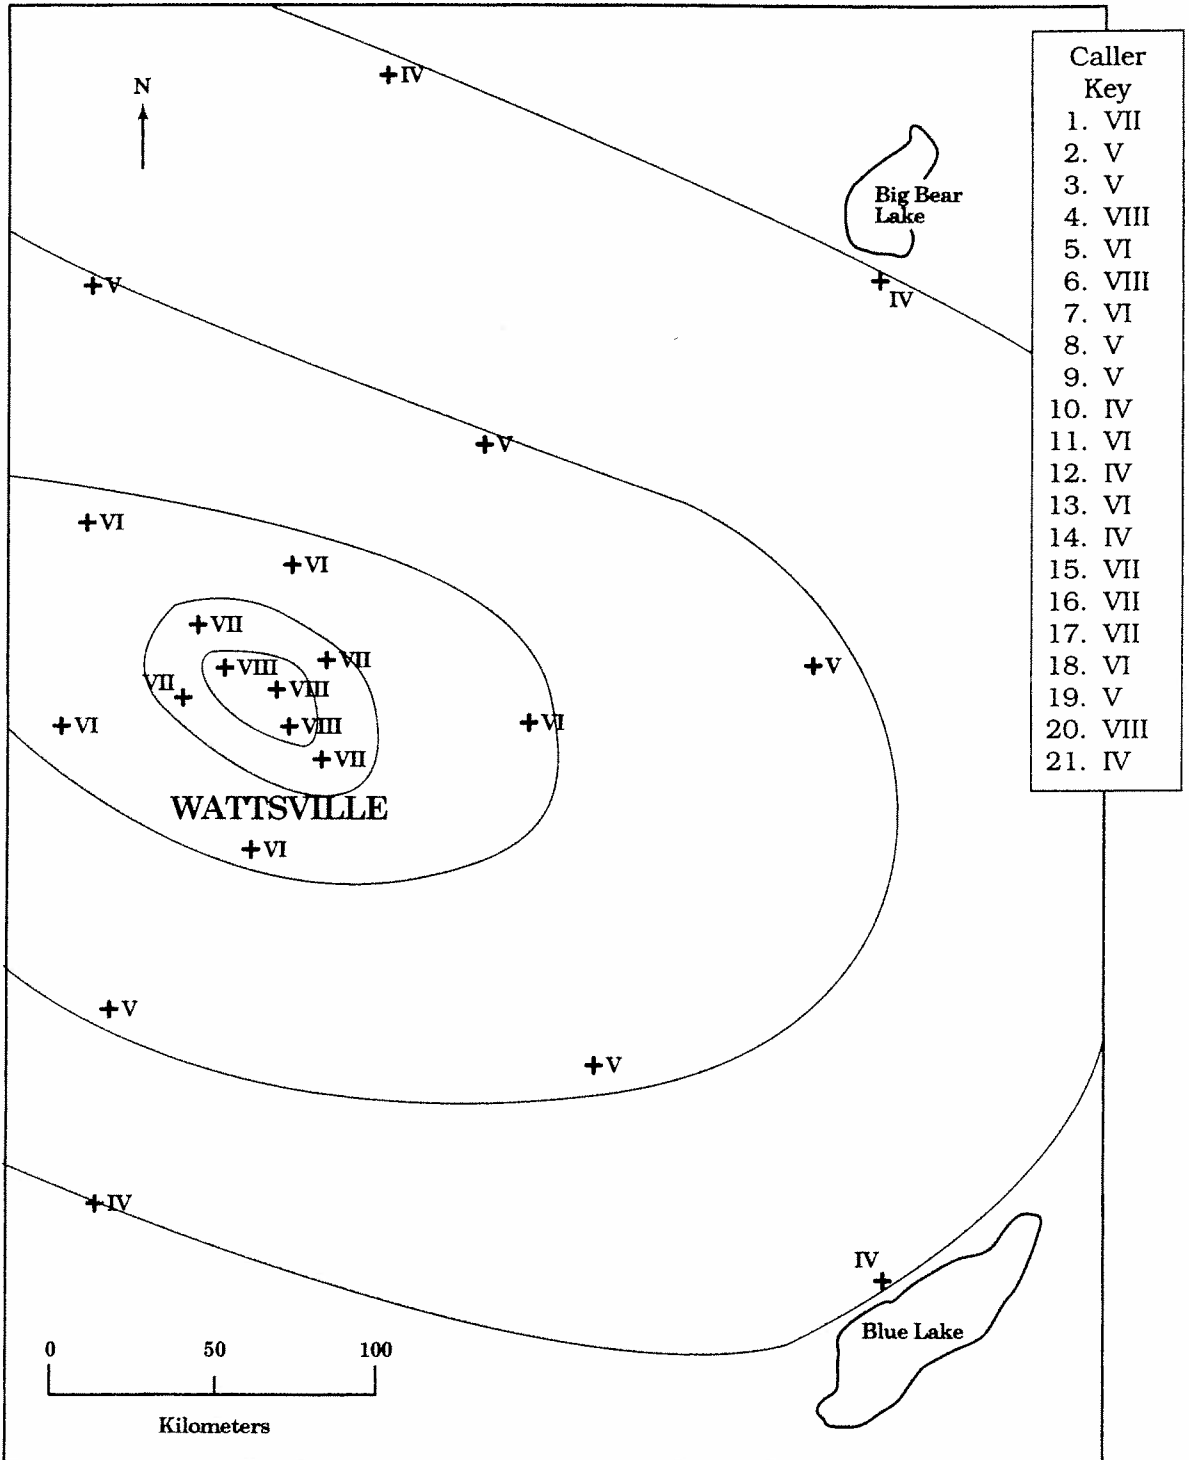 Caller
Key
1. VII
2. V
3. V
4. VIII
5. VI
6. VIII
7. VI
8. V
9. V
10. IV
11. VI
12. IV
13. VI
14. IV
15. VII
16. VII
17. VII
18. VI
19. V
20. VIII
21. IV
IV
N
Big Bear
Lake
V
IV
V
VI
VI
VII
VII
VIII
VII
VIII
V
VI
VIII
VI
VII
WATTSVILLE
VI
V
V
IV
IV
Blue Lake
0 50 100
Kilometers